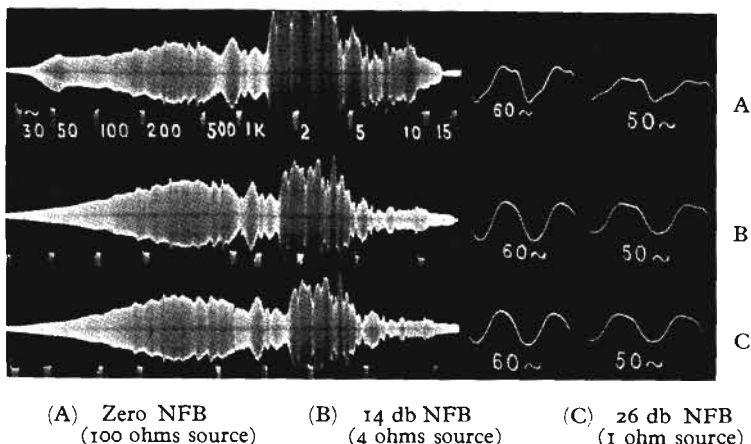 A
60~ 50~
30 50 100 200 500 1K 2 5 10 15
B
60~ 50~
C
60~ 50~
(A) Zero NFB (B) 14 db NFB (C) 26 db NFB
(100 ohms source) (4 ohms source) (1 ohm source)